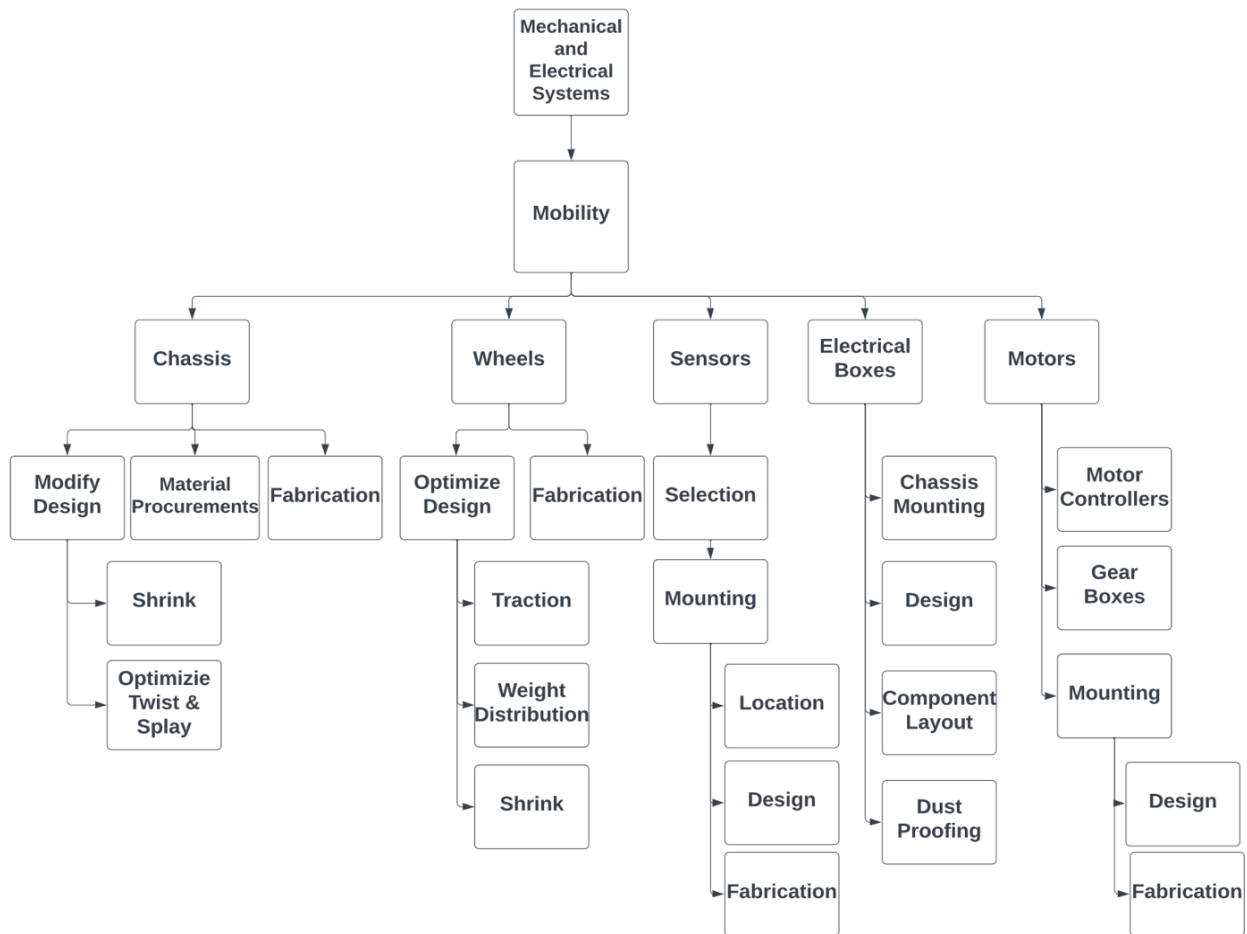 Mechanical
and
Electrical
Systems
Mobility
Chassis
Wheels
Sensors
Electrical
Boxes
Motors
Modify
Design
Material
Procurements
Fabrication
Optimize
Design
Fabrication
Selection
Chassis
Mounting
Motor
Controllers
Shrink
Traction
Mounting
Design
Gear
Boxes
Optimizie
Twist &
Splay
Weight
Distribution
Location
Component
Layout
Mounting
Shrink
Design
Dust
Proofing
Design
Fabrication
Fabrication